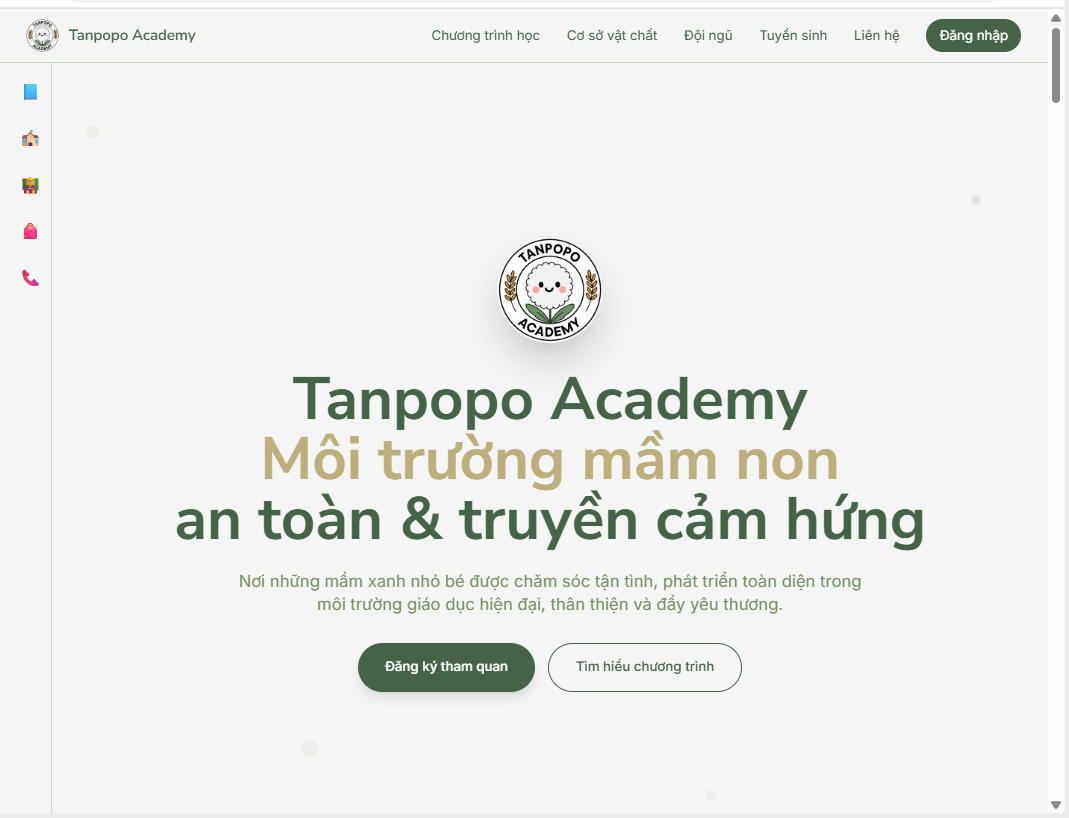 TANPOPO
ACADEMY
Tanpopo Academy
Chương trình học
Cơ sở vật chất
Đội ngũ
Tuyển sinh
Liên hệ
Đăng nhập
TANPOPO
ACADEMY
Tanpopo Academy
Môi trường mầm non
an toàn & truyền cảm hứng
Nơi những mầm xanh nhỏ bé được chăm sóc tận tình, phát triển toàn diện trong
môi trường giáo dục hiện đại, thân thiện và đầy yêu thương.
Đăng ký tham quan
Tìm hiểu chương trình